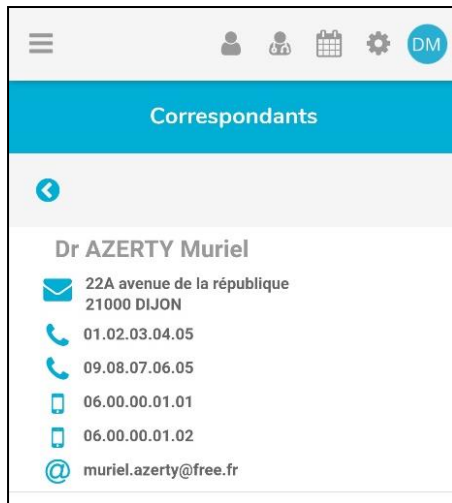 DM
Correspondants
Dr AZERTY Muriel
22A avenue de la république
21000 DIJON
01.02.03.04.05
09.08.07.06.05
06.00.00.01.01
06.00.00.01.02
muriel.azerty@free.fr